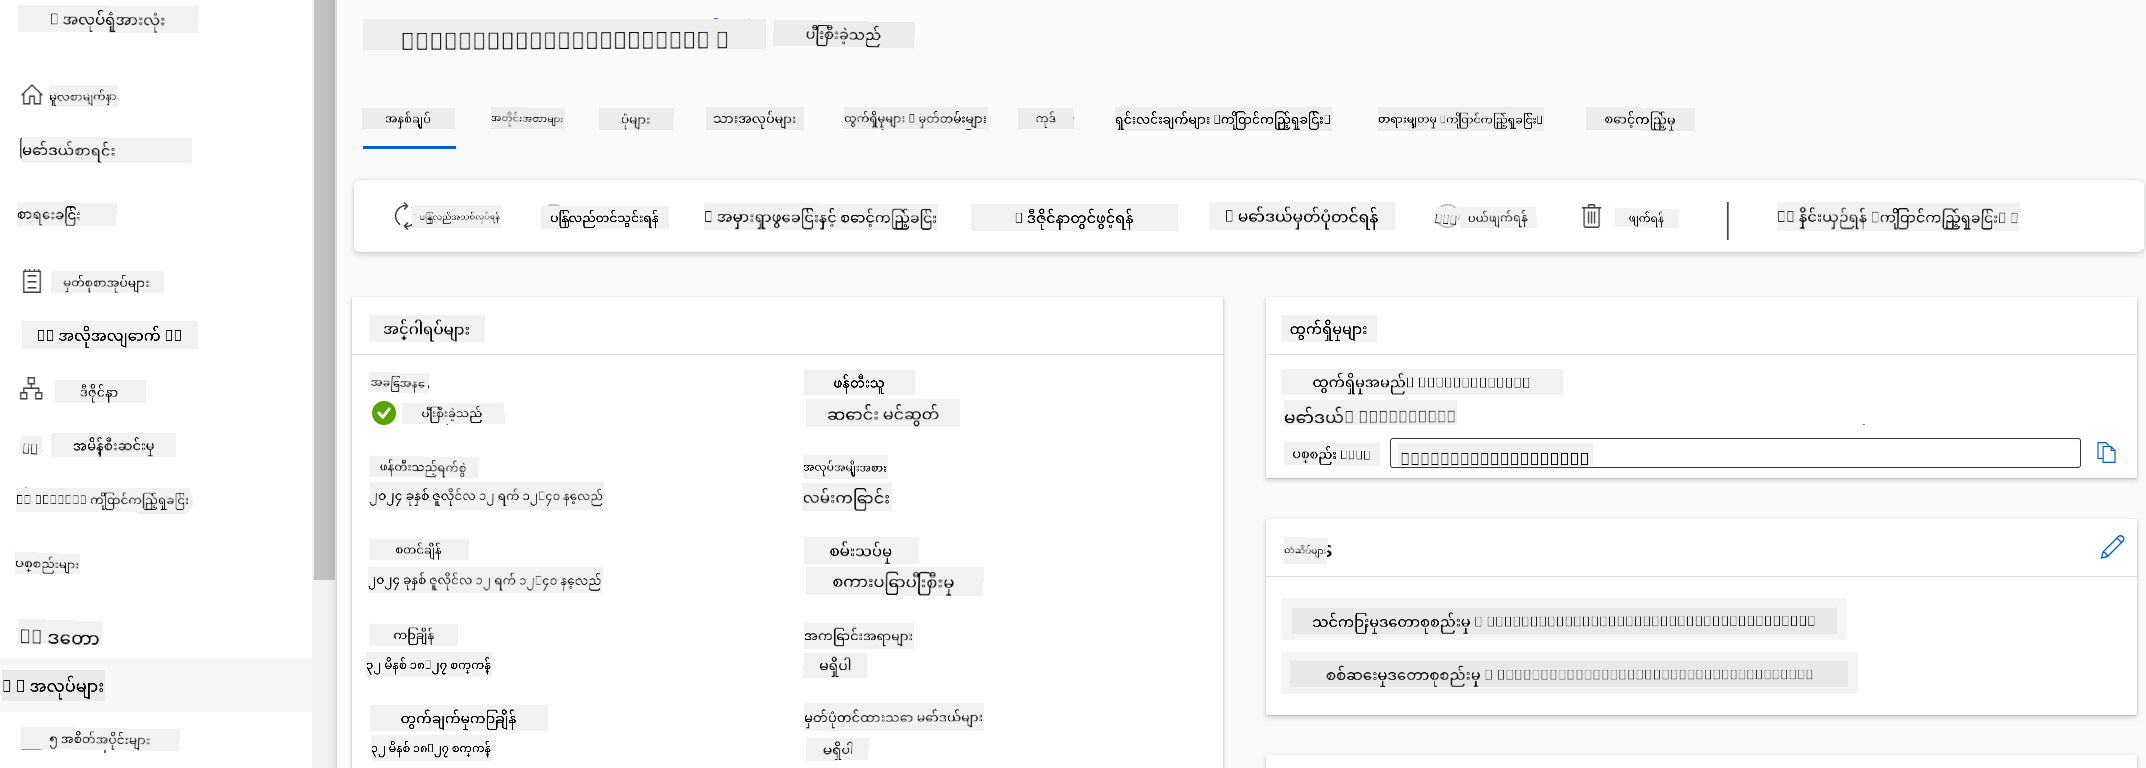 အလုပ်ရုံအားလုံး
ပြီးစီးခဲ့သည်
မူလစာမျက်နှာ
အနှစ်ချုပ် အတိုင်းအတာများ ပုံများ သားအလုပ်များ ထွက်ရှိမှုများ မှတ်တမ်းများ ကုဒ် ရှင်းလင်းချက်များ ကြိုတင်ကြည့်ရှုခြင်း တရားမျှတမှု ကြိုတင်ကြည့်ရှုခြင်း စောင့်ကြည့်မှု
မော်ဒယ်စာရင်း
စာရေးခြင်း
ပြန်လည်အသစ်လုပ်ရန် ပြန်လည်တင်သွင်းရန် အမှားရှာဖွေခြင်းနှင့် စောင့်ကြည့်ခြင်း ဒီဇိုင်နာတွင်ဖွင့်ရန် မော်ဒယ်မှတ်ပုံတင်ရန် ပယ်ဖျက်ရန် ဖျက်ရန် နှိုင်းယှဉ်ရန် ကြိုတင်ကြည့်ရှုခြင်း
မှတ်စုစာအုပ်များ
အလိုအလျောက်
ဒီဇိုင်နာ
အမိန့်စီးဆင်းမှု
ကြိုတင်ကြည့်ရှုခြင်း
ပစ္စည်းများ
ဒေတာ
အလုပ်များ
၅ အစိတ်အပိုင်းများ
အင်္ဂါရပ်များ
အခြေအနေ
ပြီးစီးခဲ့သည်
ဖန်တီးသည့်ရက်စွဲ
၂၀၂၄ ခုနှစ် ဇူလိုင်လ ၁၂ ရက် ၁၂ ၄၀ နေ့လည်
စတင်ချိန်
၂၀၂၄ ခုနှစ် ဇူလိုင်လ ၁၂ ရက် ၁၂ ၄၀ နေ့လည်
ကြာချိန်
၃၂ မိနစ် ၁၈ ၂၇ စက္ကန့်
တွက်ချက်မှုကြာချိန်
၃၂ မိနစ် ၁၈ ၂၇ စက္ကန့်
ဖန်တီးသူ
ဆောင်း မင်ဆွတ်
အလုပ်အမျိုးအစား
လမ်းကြောင်း
စမ်းသပ်မှု
စကားပြောပြီးစီးမှု
အကြောင်းအရာများ
မရှိပါ
မှတ်ပုံတင်ထားသော မော်ဒယ်များ
မရှိပါ
ထွက်ရှိမှုများ
ထွက်ရှိမှုအမည်
မော်ဒယ်
ပစ္စည်း
တဲဆိပ်များ
သင်ကြားမှုဒေတာစုစည်းမှု
စစ်ဆေးမှုဒေတာစုစည်းမှု